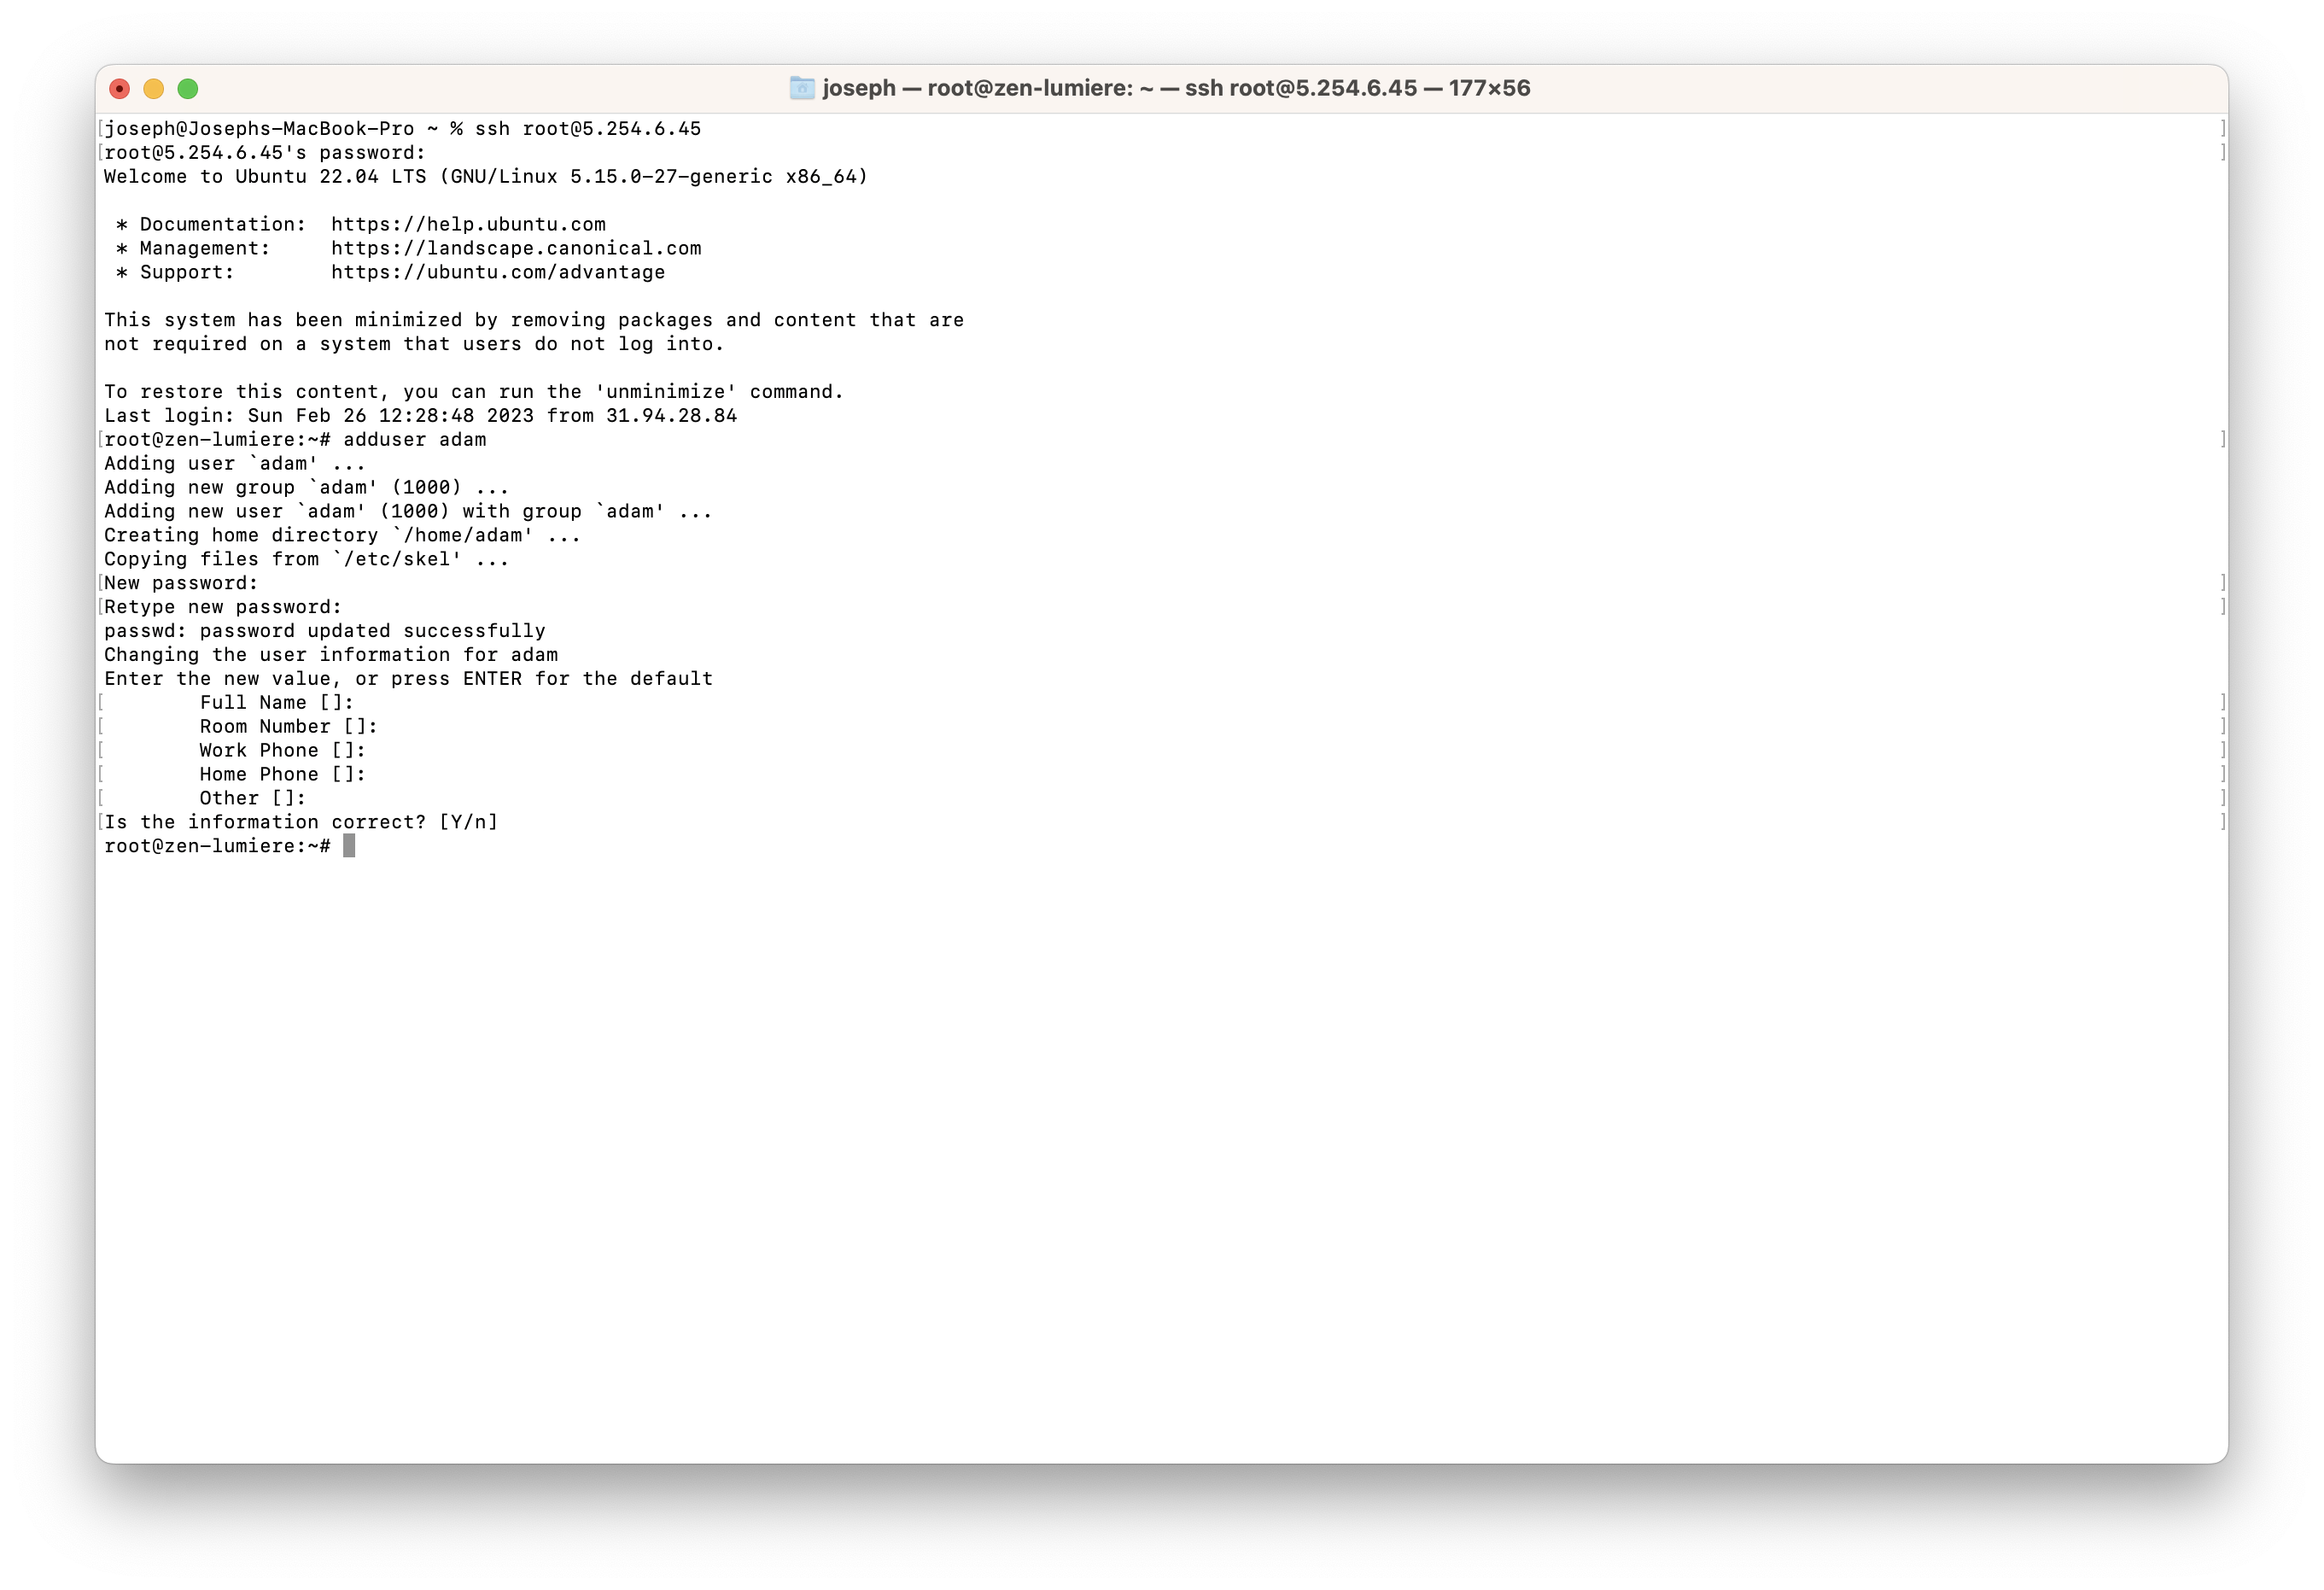 joseph — root@zen-lumiere: ~ — ssh root@5.254.6.45 — 177×56
[joseph@Josephs-MacBook-Pro ~ % ssh root@5.254.6.45 ]
[root@5.254.6.45's password: ]
Welcome to Ubuntu 22.04 LTS (GNU/Linux 5.15.0-27-generic x86_64)
* Documentation:  https://help.ubuntu.com
* Management:     https://landscape.canonical.com
* Support:        https://ubuntu.com/advantage
This system has been minimized by removing packages and content that are
not required on a system that users do not log into.
To restore this content, you can run the 'unminimize' command.
Last login: Sun Feb 26 12:28:48 2023 from 31.94.28.84
[root@zen-lumiere:~# adduser adam ]
Adding user `adam' ...
Adding new group `adam' (1000) ...
Adding new user `adam' (1000) with group `adam' ...
Creating home directory `/home/adam' ...
Copying files from `/etc/skel' ...
[New password: ]
[Retype new password: ]
passwd: password updated successfully
Changing the user information for adam
Enter the new value, or press ENTER for the default
[        Full Name []: ]
[        Room Number []: ]
[        Work Phone []: ]
[        Home Phone []: ]
[        Other []: ]
[Is the information correct? [Y/n] ]
root@zen-lumiere:~#